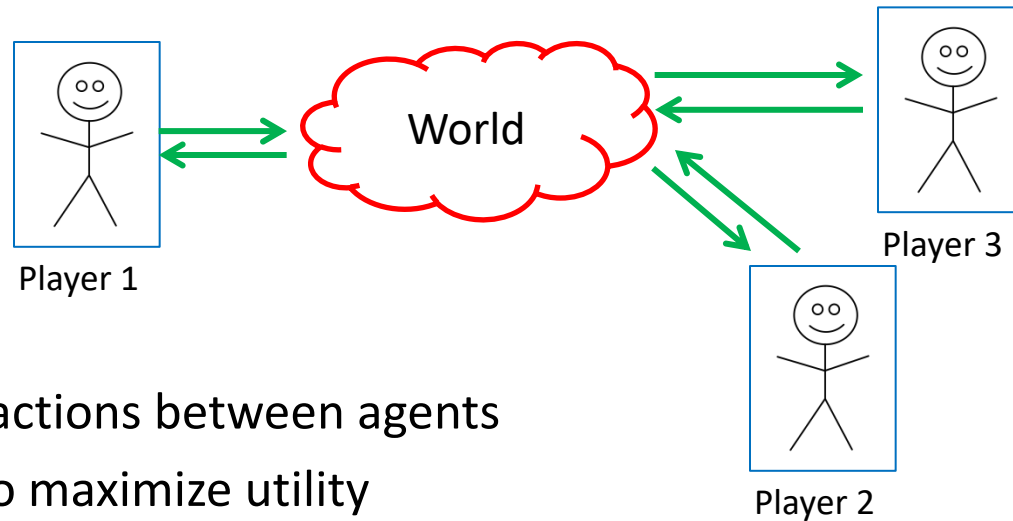 World
Player 3
Player 1
actions between agents
o maximize utility
Player 2